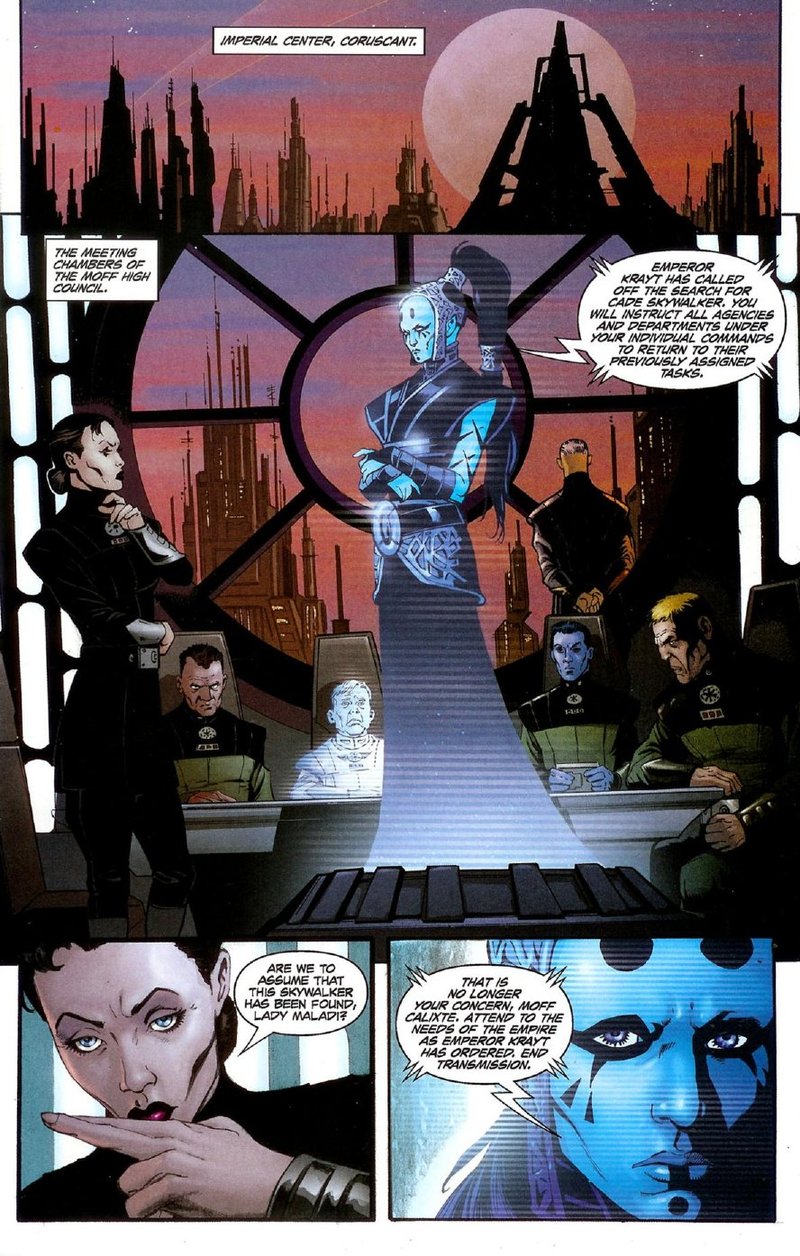 IMPERIAL CENTER, CORUSCANT.
THE MEETING
CHAMBERS OF
THE MOFF HIGH
COUNCIL.
EMPEROR
KRAYT HAS CALLED
OFF THE SEARCH FOR
CADE SKYWALKER. YOU
WILL INSTRUCT ALL AGENCIES
AND DEPARTMENTS UNDER
YOUR INDIVIDUAL COMMANDS
TO RETURN TO THEIR
PREVIOUSLY ASSIGNED
TASKS.
ARE WE TO
ASSUME THAT
THIS SKYWALKER
HAS BEEN FOUND,
LADY MALADI?
THAT IS
NO LONGER
YOUR CONCERN, MOFF
CALIXTE. ATTEND TO THE
NEEDS OF THE EMPIRE
AS EMPEROR KRAYT
HAS ORDERED. END
TRANSMISSION.